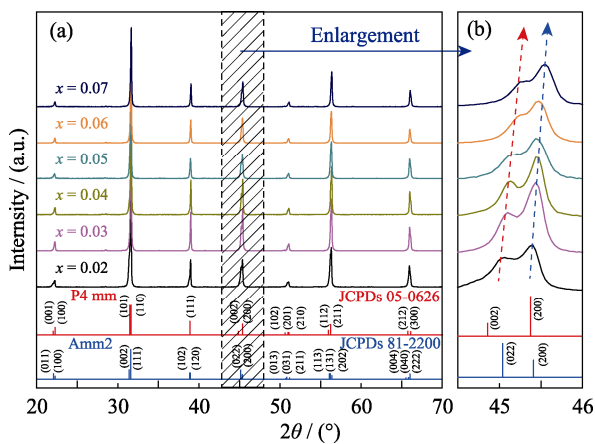 (a)
Enlargement
(b)
x = 0.07
x = 0.06
x = 0.05
x = 0.04
x = 0.03
x = 0.02
Internsity / (a.u.)
P4 mm
JCPDs 05-0626
(001)
(100)
(101)
(110)
(111)
(002)
(200)
(102)
(201)
(210)
(112)
(211)
(212)
(300)
(002)
(200)
Amm2
JCPDs 81-2200
(011)
(100)
(002)
(111)
(102)
(120)
(022)
(200)
(013)
(031)
(211)
(113)
(131)
(202)
(004)
(040)
(222)
(022)
(200)
20 30 40 50 60 70
45 46
2θ / (°)